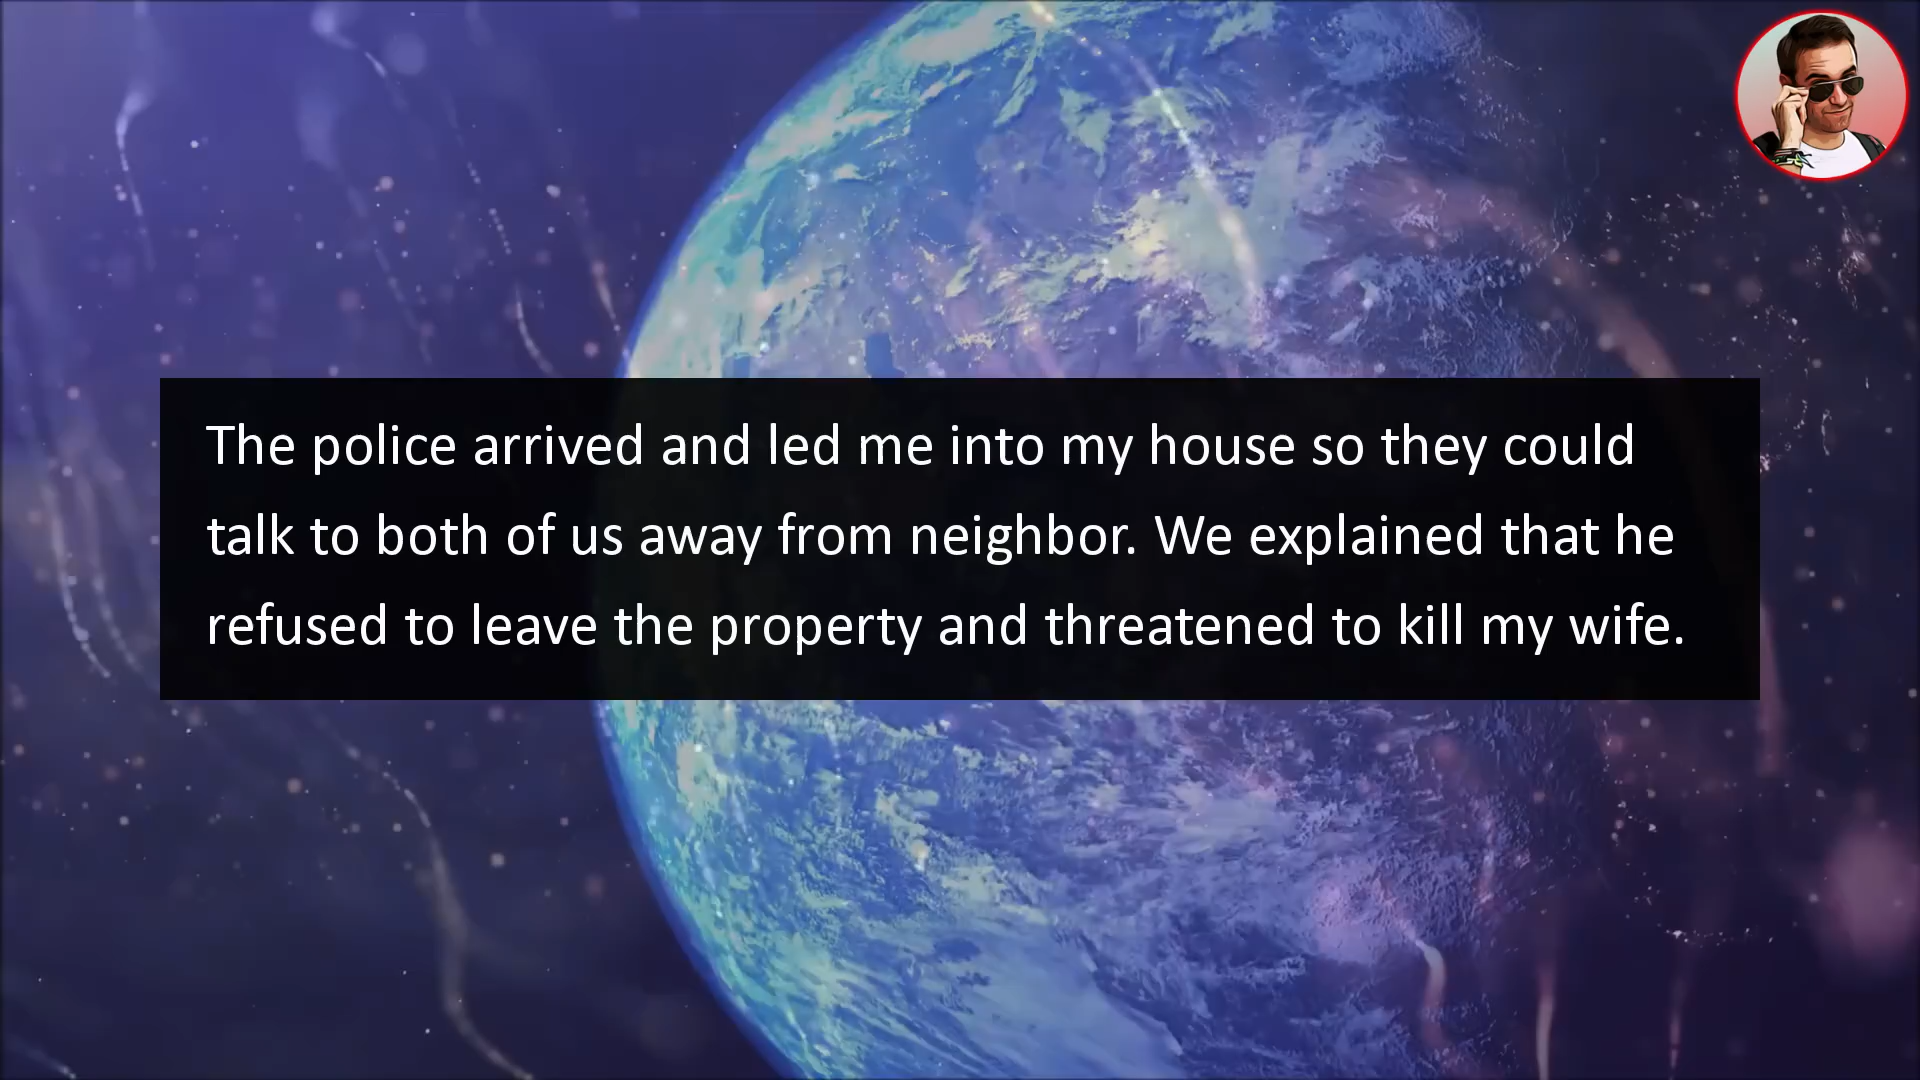 The police arrived and led me into my house so they could
talk to both of us away from neighbor. We explained that he
refused to leave the property and threatened to kill my wife.